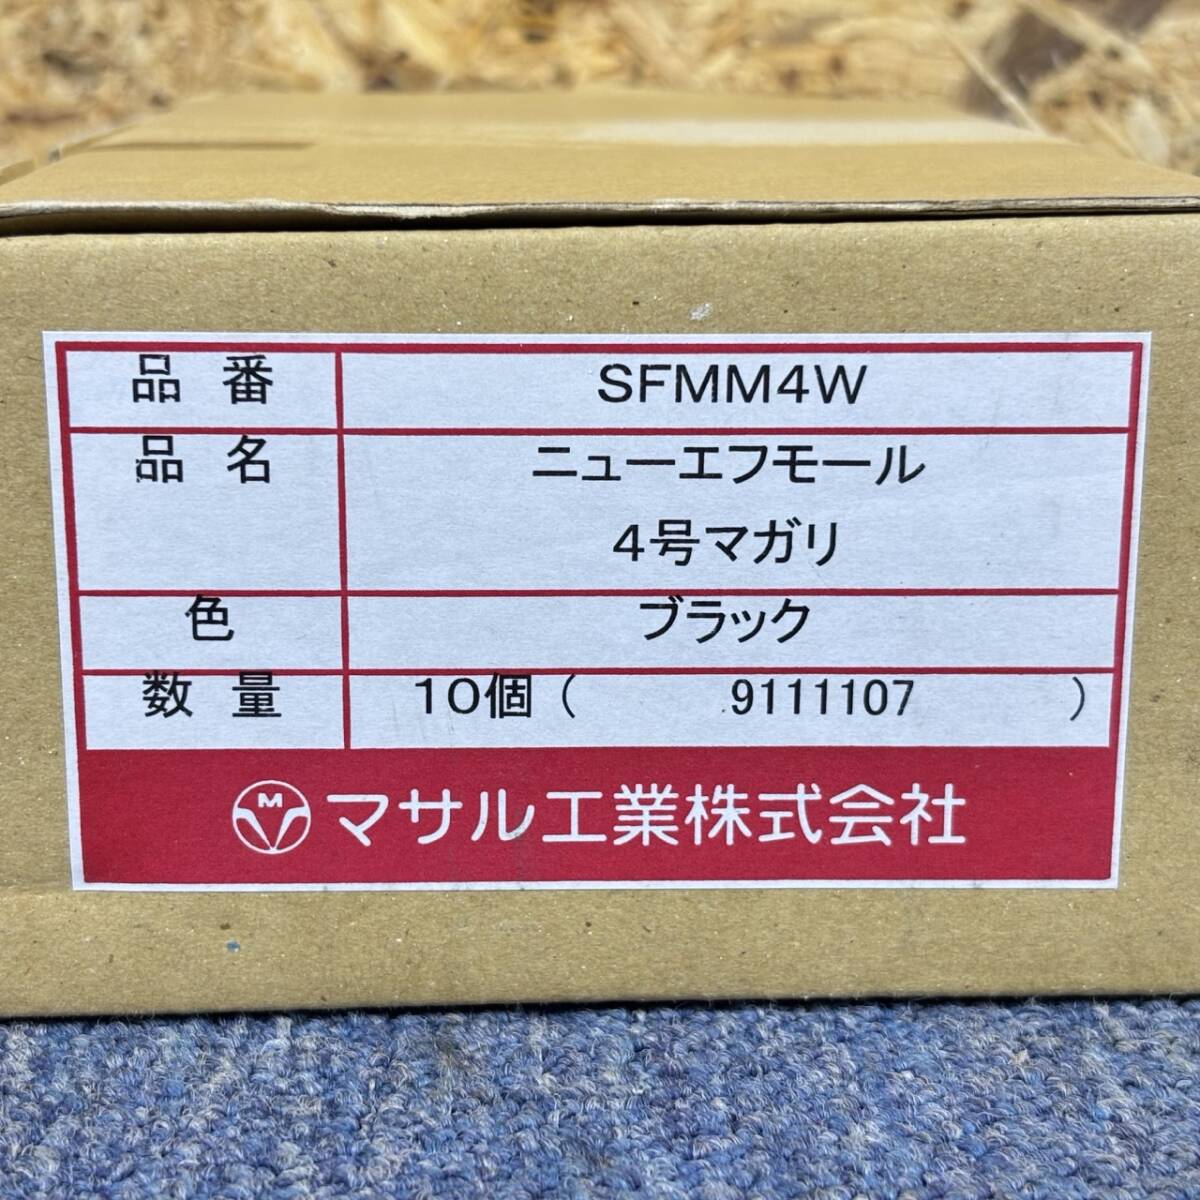 品番 SFMM4W
品名 ニューエフモール
4号マガリ
色 ブラック
数量 10個( 9111107 )
M マサル工業株式会社